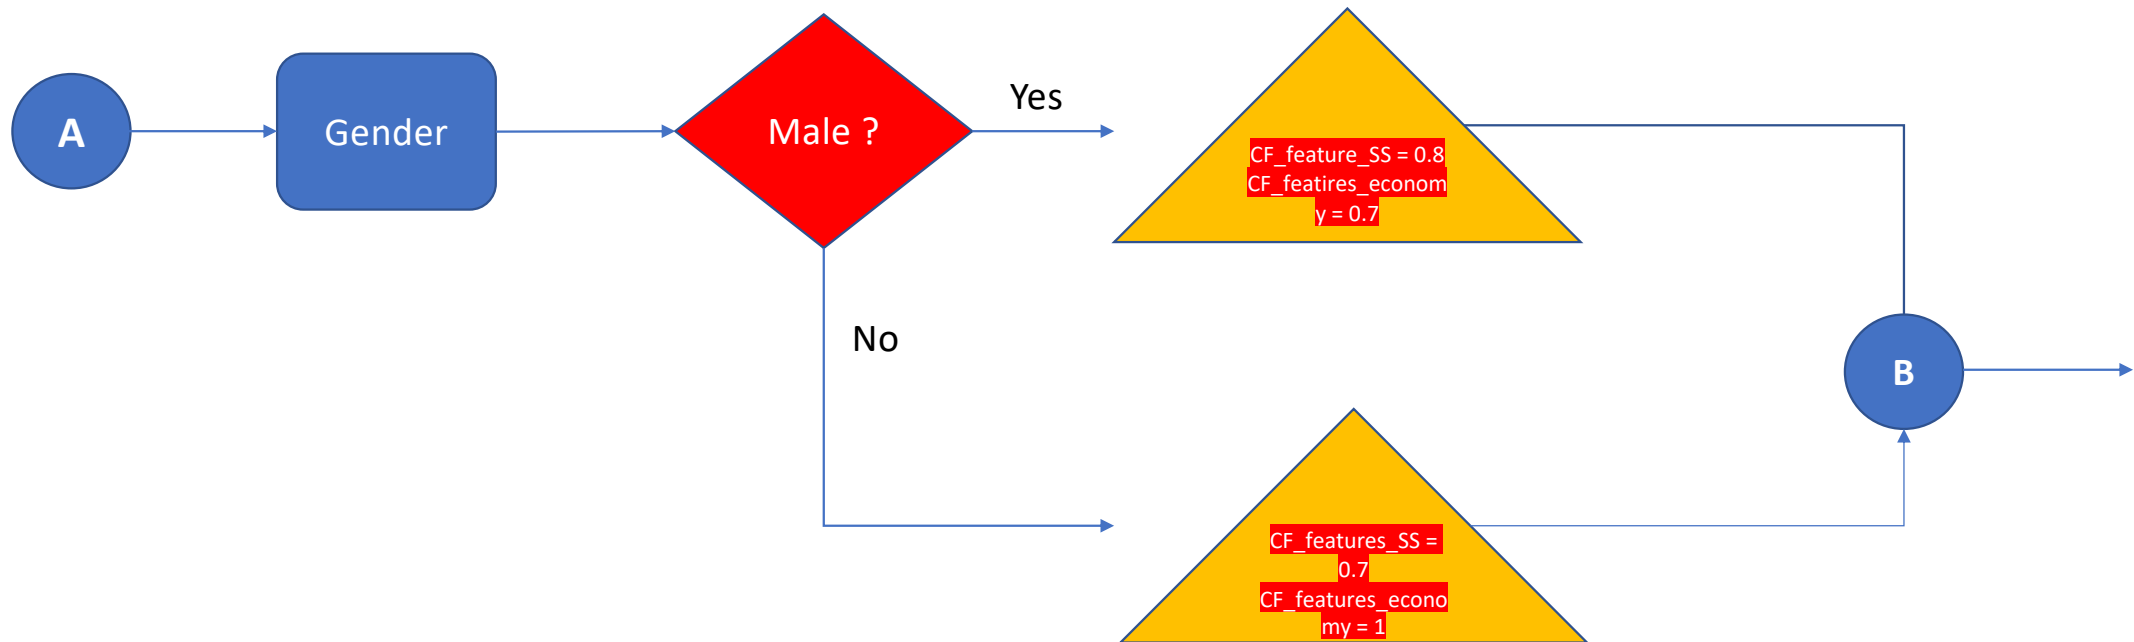 A
Gender
Male ?
Yes
CF_feature_SS = 0.8
CF_featires_econom
y = 0.7
No
B
CF_features_SS =
0.7
CF_features_econo
my = 1